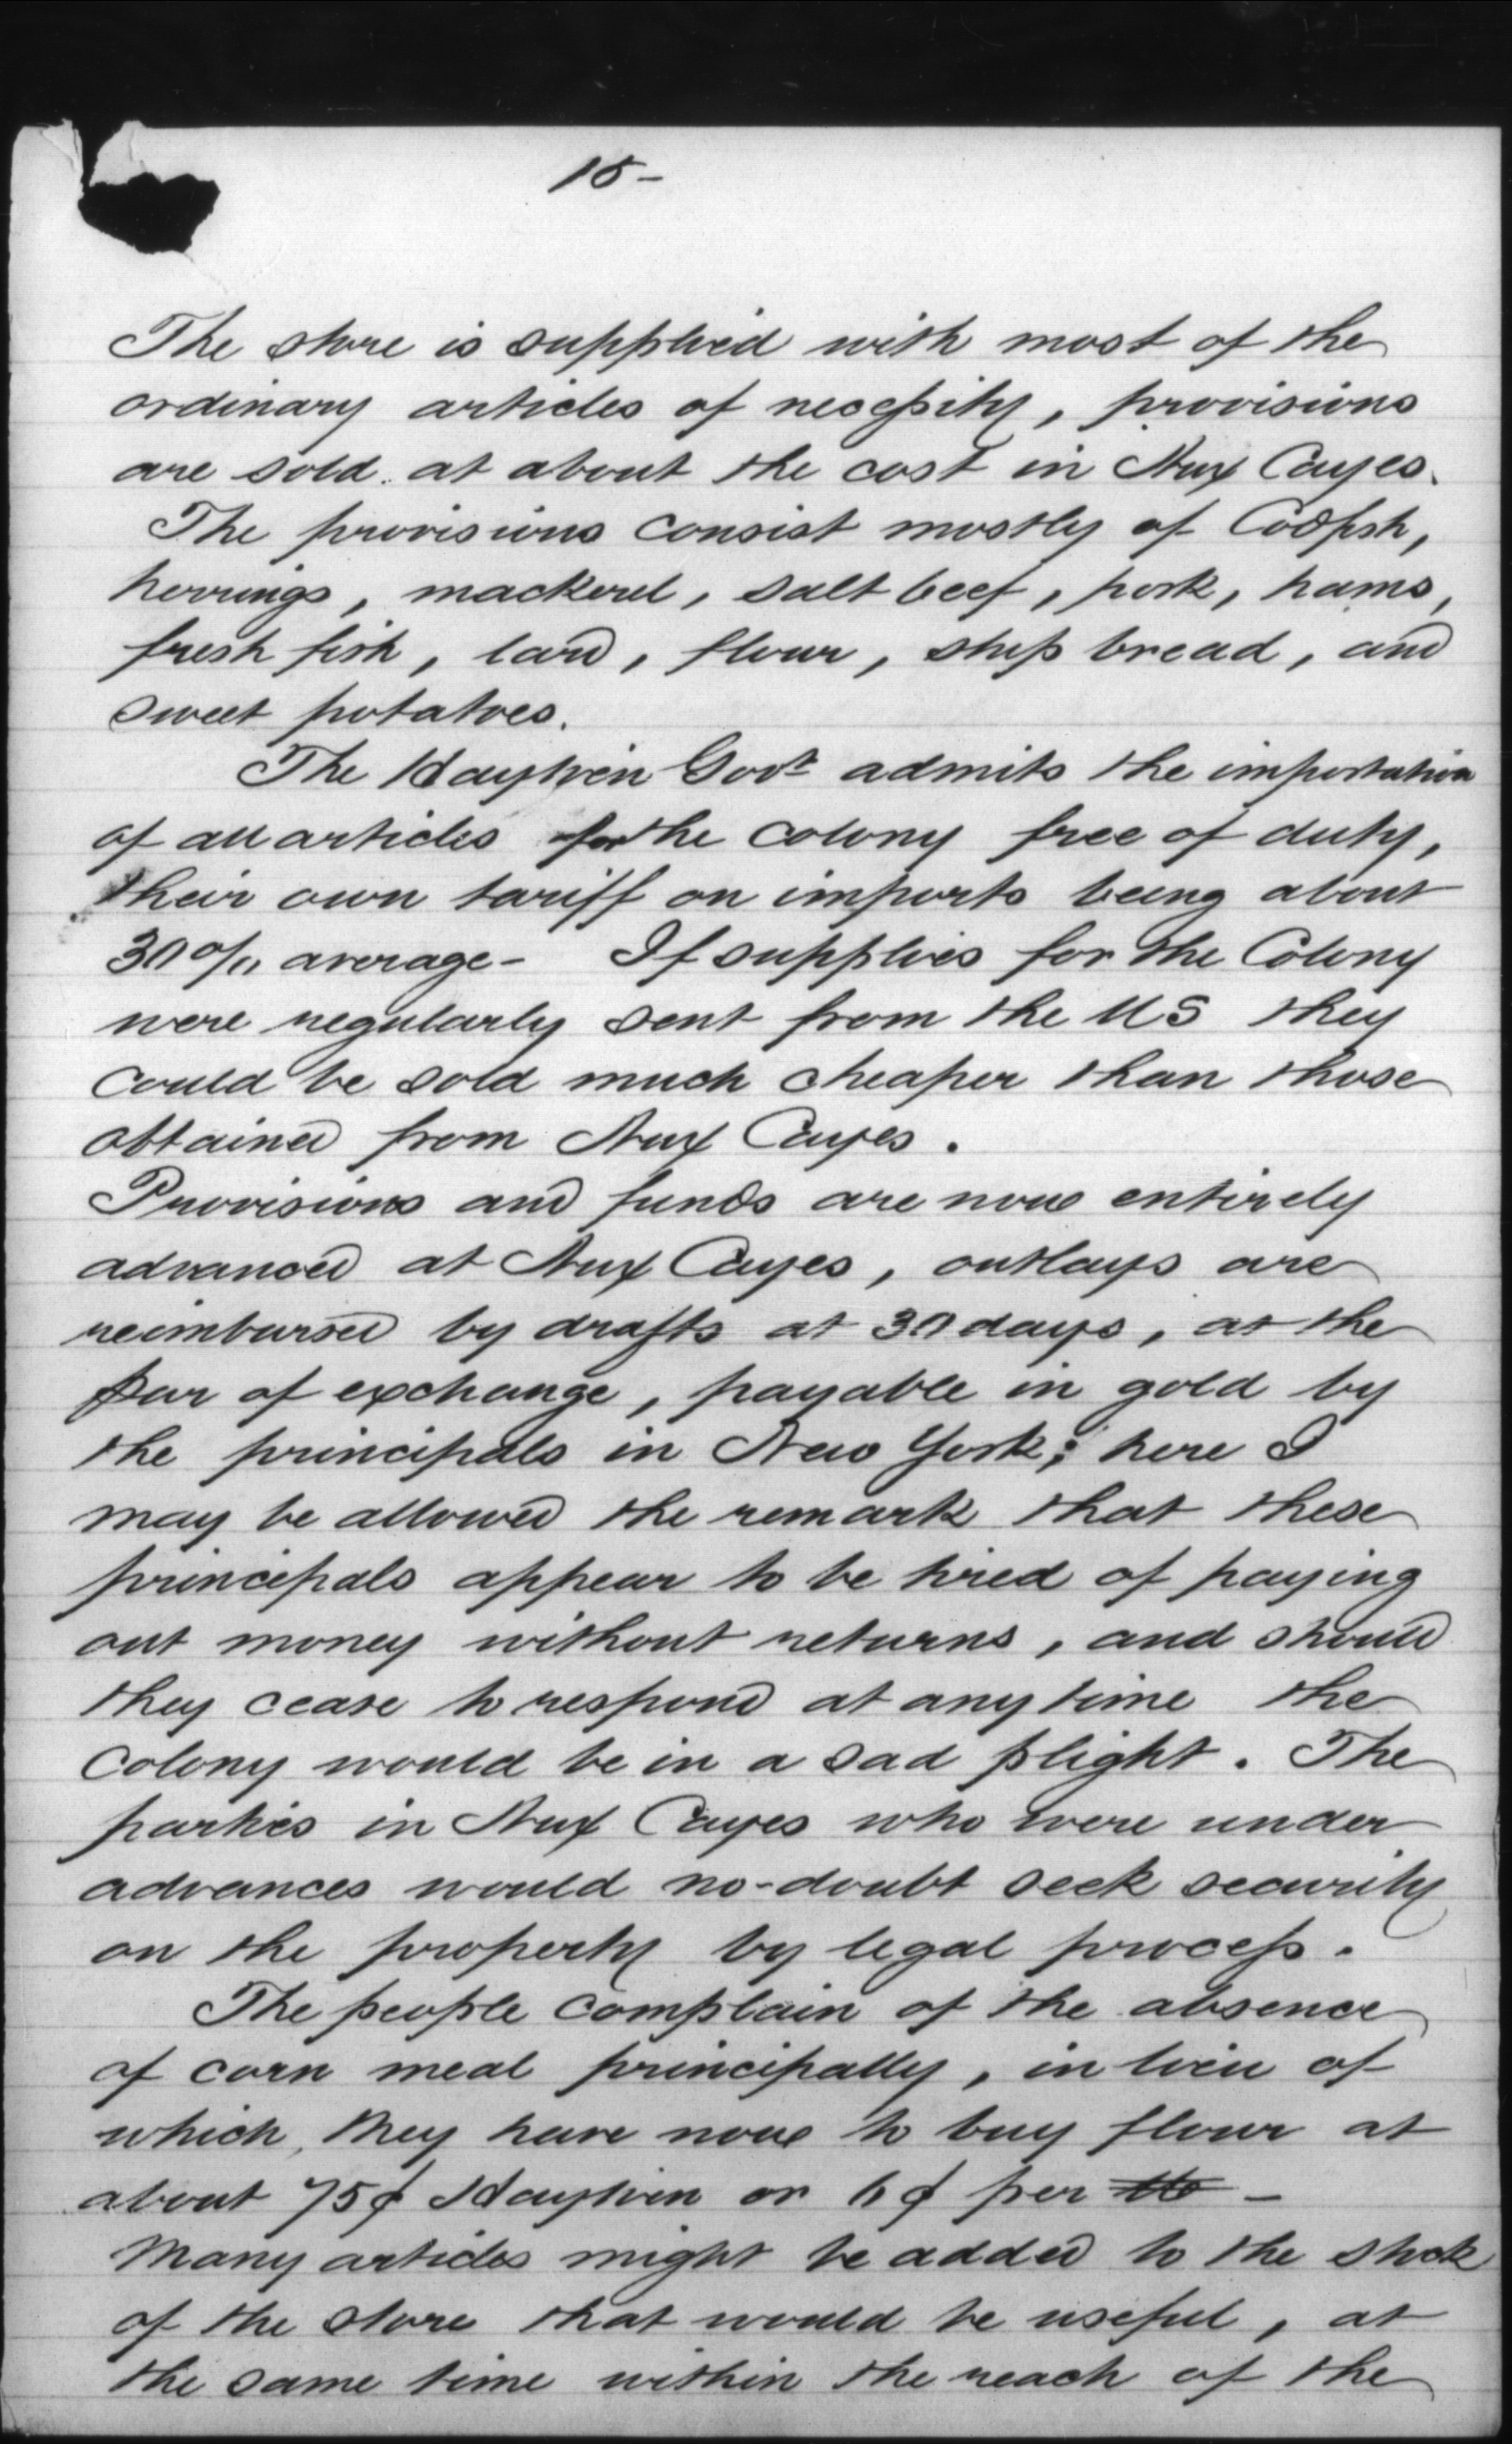 15-
The store is supplied with most of the
ordinary articles of necessity, provisions
are sold at about the cost in Aux Cayes.
The provisions consist mostly of Codfish,
herrings, mackerel, salt beef, pork, hams,
fresh fish, lard, flour, ship bread, and
sweet potatoes.
The Haytien Govt admits the importation
of all articles for the colony free of duty,
their own tariff on imports being about
30% average - If supplies for the Colony
were regularly sent from the US they
could be sold much cheaper than those
obtained from Aux Cayes.
Provisions and funds are now entirely
advanced at Aux Cayes, outlays are
reimbursed by drafts at 30 days, at the
par of exchange, payable in gold by
the principals in New York; here I
may be allowed the remark that these
principals appear to be tired of paying
out money without returns, and should
they cease to respond at any time the
colony would be in a sad plight. The
parties in Aux Cayes who were under
advances would no-doubt seek security
on the property by legal process.
The people complain of the absence
of corn meal principally, in lieu of
which, they have now to buy flour at
about 75¢ Haytien or 6¢ per lb -
Many articles might be added to the stock
of the store that would be useful, at
the same time within the reach of the